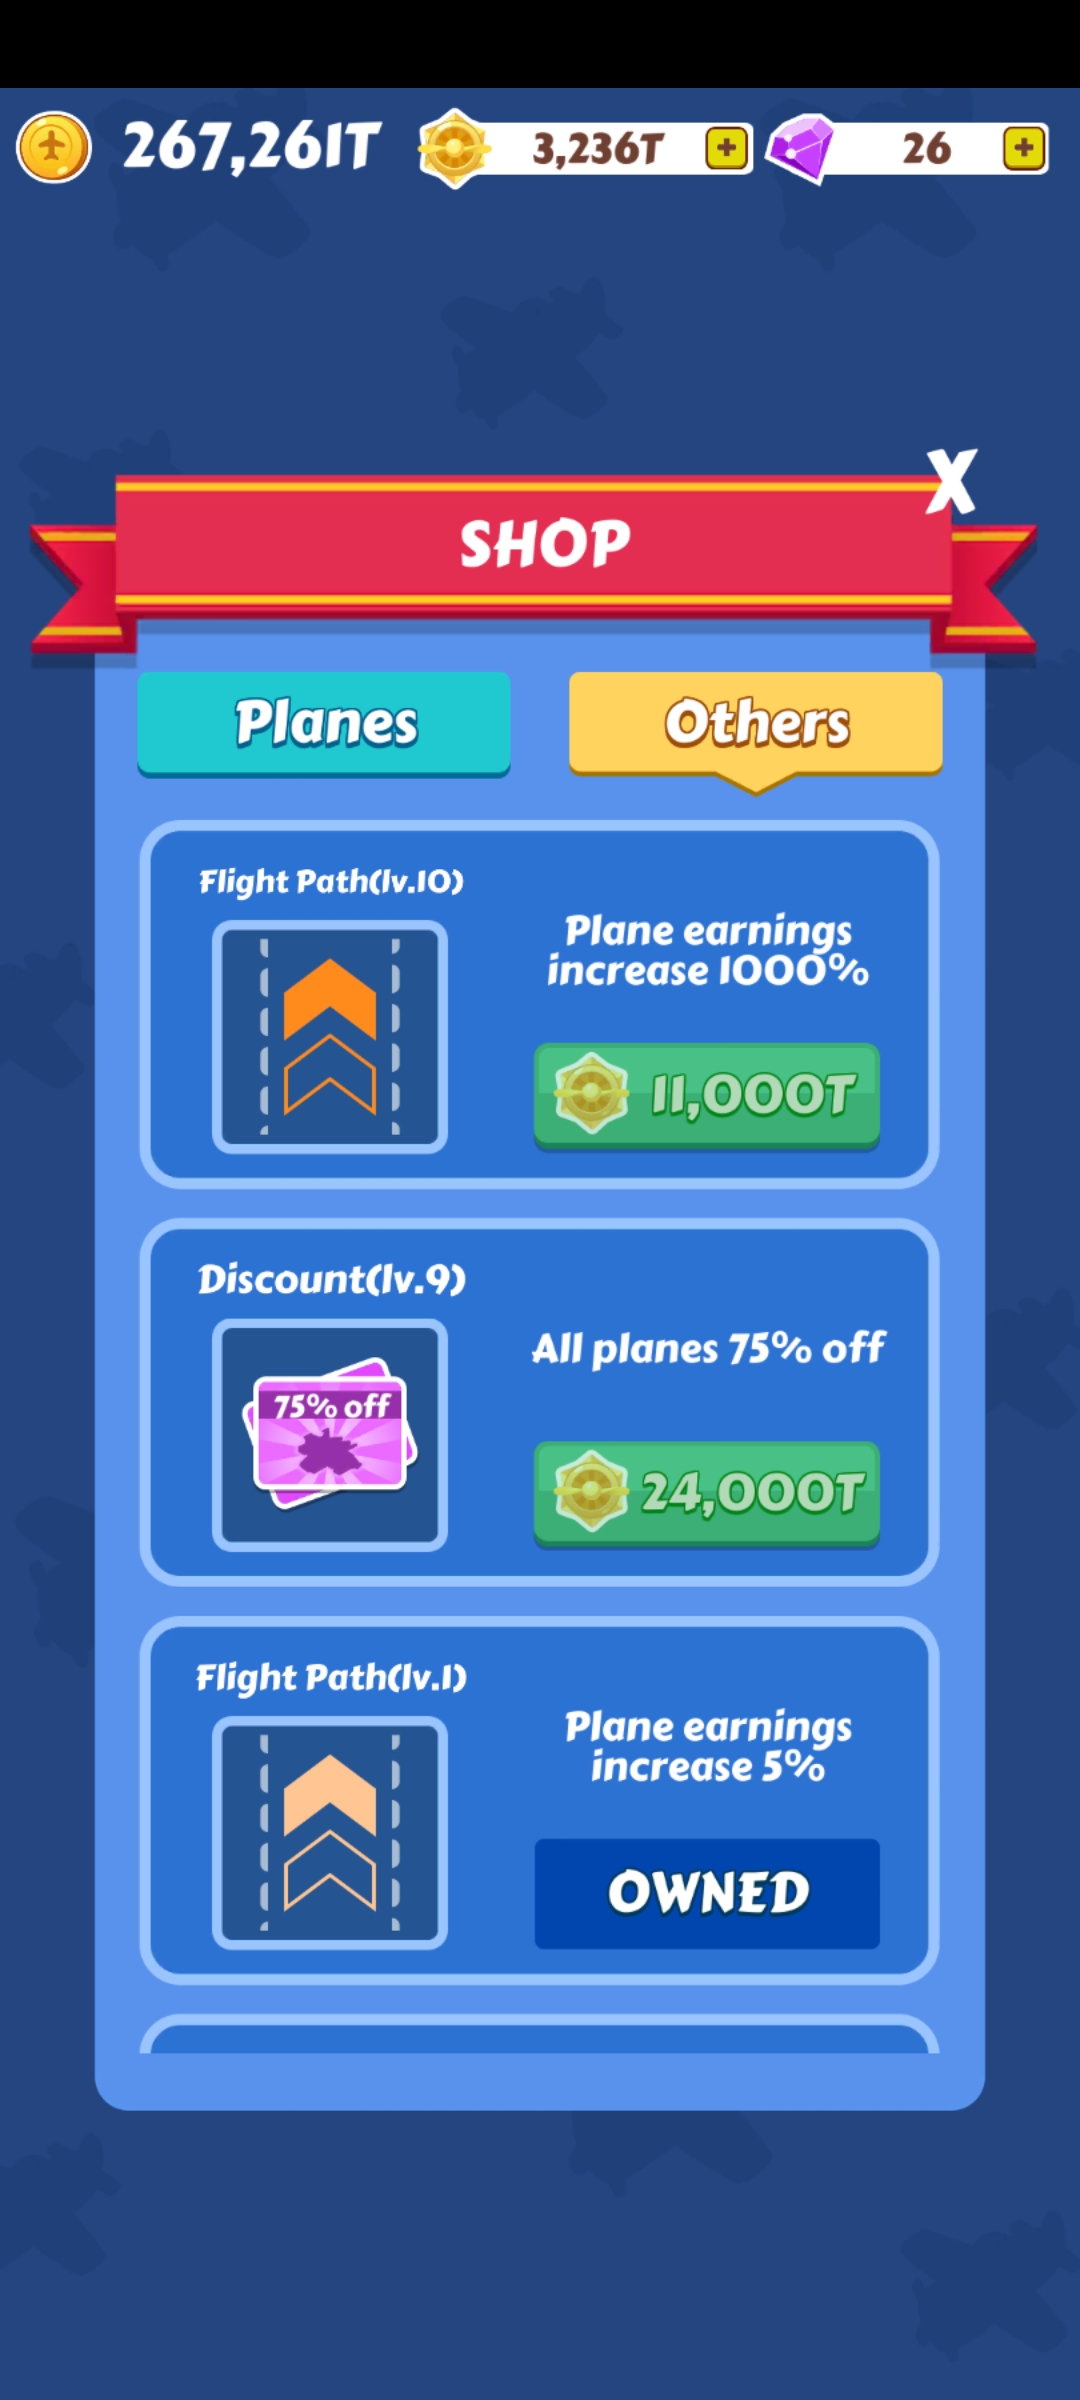 267,261T 3,236T + 26 +
X
SHOP
Planes Others
Flight Path(lv.10)
Plane earnings
increase 1000%
11,000T
Discount(lv.9)
All planes 75% off
75% off
24,000T
Flight Path(lv.1)
Plane earnings
increase 5%
OWNED